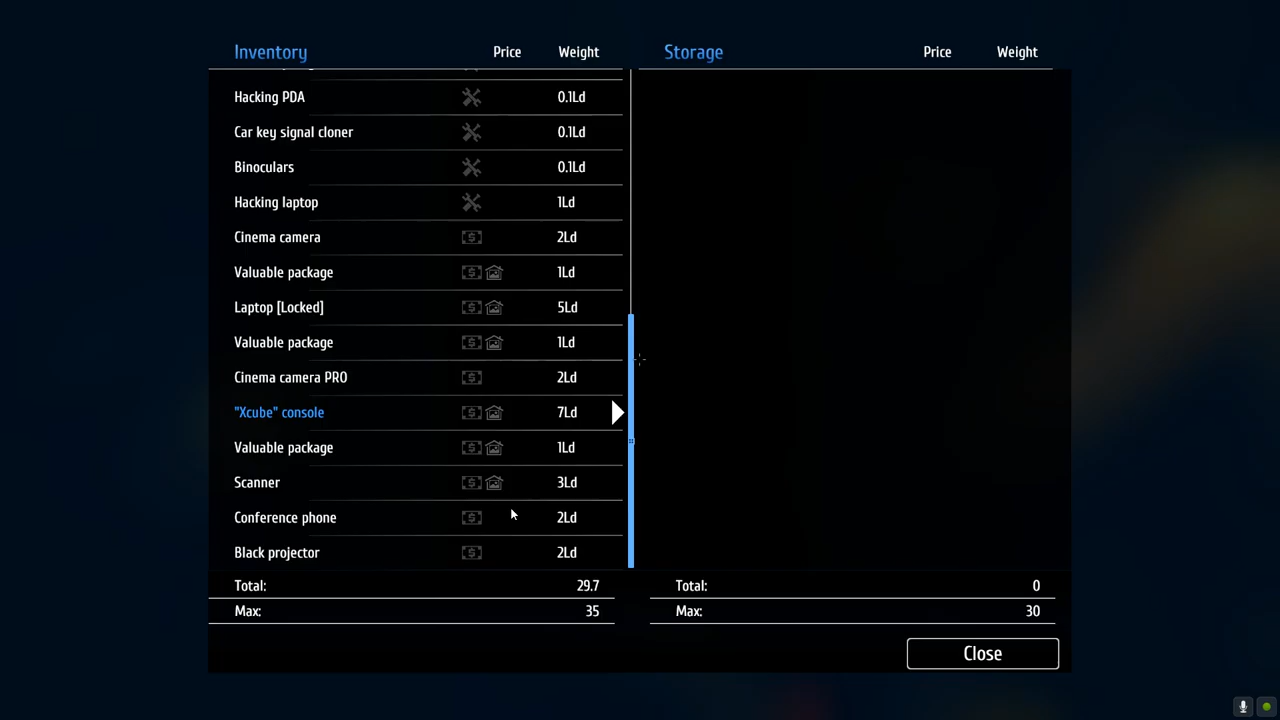 Inventory Price Weight Storage Price Weight
Hacking PDA 0.1Ld
Car key signal cloner 0.1Ld
Binoculars 0.1Ld
Hacking laptop 1Ld
Cinema camera 2Ld
Valuable package 1Ld
Laptop [Locked] 5Ld
Valuable package 1Ld
Cinema camera PRO 2Ld
"Xcube" console 7Ld
Valuable package 1Ld
Scanner 3Ld
Conference phone 2Ld
Black projector 2Ld
Total: 29.7 Total: 0
Max: 35 Max: 30
Close